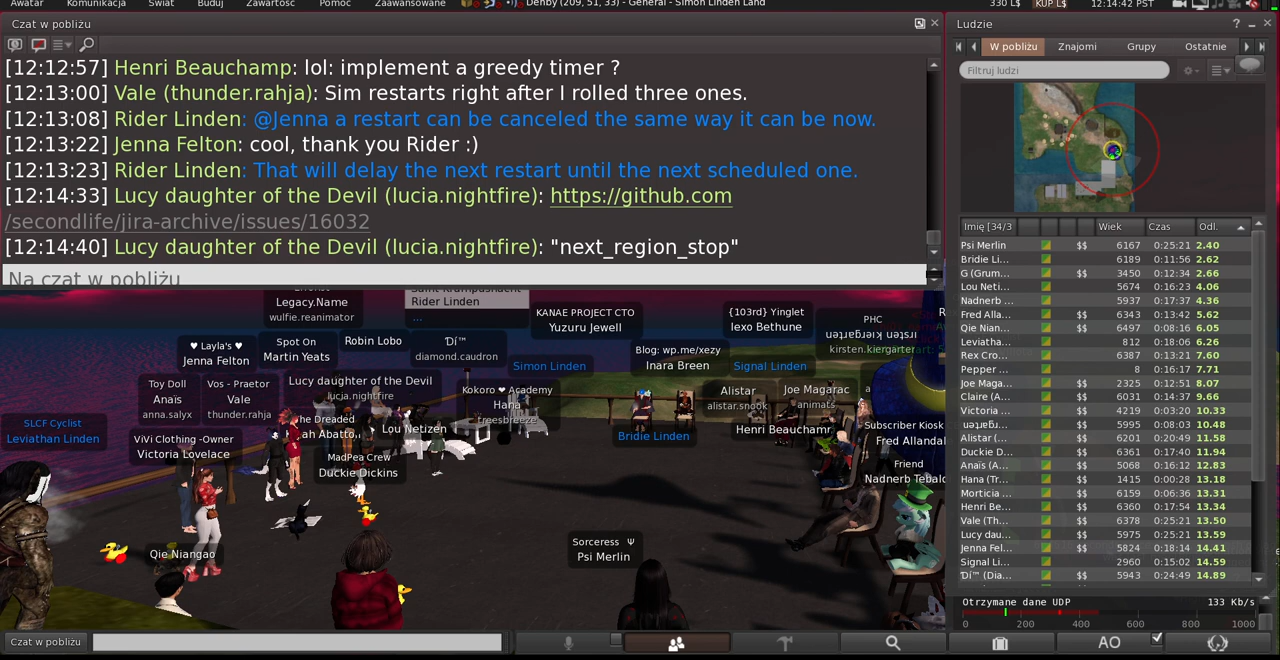 Awatar Komunikacja Świat Buduj Zawartość Pomoc Zaawansowane Denby (209, 51, 33) - General - Simon Linden Land 330 L$ KUP L$ 12:14:42 PST
Czat w pobliżu
[12:12:57] Henri Beauchamp: lol: implement a greedy timer ?
[12:13:00] Vale (thunder.rahja): Sim restarts right after I rolled three ones.
[12:13:08] Rider Linden: @Jenna a restart can be canceled the same way it can be now.
[12:13:22] Jenna Felton: cool, thank you Rider :)
[12:13:23] Rider Linden: That will delay the next restart until the next scheduled one.
[12:14:33] Lucy daughter of the Devil (lucia.nightfire): https://github.com
/secondlife/jira-archive/issues/16032
[12:14:40] Lucy daughter of the Devil (lucia.nightfire): "next_region_stop"
Na czat w pobliżu
Legacy.Name
wulfie.reanimator
Rider Linden
...
KANAE PROJECT CTO
Yuzuru Jewell
{103rd} Yinglet
Iexo Bethune
PHC
kirsten.kiergarten
♥ Layla's ♥
Jenna Felton
Spot On
Martin Yeats
Robin Lobo
Ɗí™
diamond.caudron
Simon Linden
Blog: wp.me/xezy
Inara Breen
Signal Linden
Toy Doll
Anaïs
anna.salyx
Vos - Praetor
Vale
thunder.rahja
Lucy daughter of the Devil
lucia.nightfire
Kokoro ❤ Academy
Hana
treesbreeze
Alistar
alistar.snook
Joe Magarac
animats
SLCF Cyclist
Leviathan Linden
ViVi Clothing -Owner
Victoria Lovelace
he Dreaded
ah Abatto
Lou Netizen
Bridie Linden
Henri Beauchamp
Subscriber Kiosk
Fred Allandal
MadPea Crew
Duckie Dickins
Friend
Nadnerb Tebal
Qie Niangao
Sorceress Ψ
Psi Merlin
Czat w pobliżu
Ludzie
? _ ×
W pobliżu Znajomi Grupy Ostatnie
Filtruj ludzi
Imię [34/3 Wiek Czas Odl.
Psi Merlin $$ 6167 0:25:21 2.40
Bridie Li... 6189 0:11:56 2.62
G (Grum... $$ 3450 0:12:34 2.66
Lou Neti... 5674 0:16:23 4.06
Nadnerb ... 5937 0:17:37 4.36
Fred Alla... $$ 6343 0:13:42 5.62
Qie Nian... $$ 6497 0:08:16 6.05
Leviatha... 812 0:18:06 6.26
Rex Cro... 6387 0:13:21 7.60
Pepper ... 8 0:16:17 7.71
Joe Maga... $$ 2325 0:12:51 8.07
Claire (A... $$ 6031 0:14:37 9.66
Victoria ... $$ 4219 0:03:20 10.33
$$ 5995 0:08:03 10.48
Alistar (... $$ 6201 0:20:49 11.58
Duckie D... $$ 6361 0:17:40 11.94
Anaïs (A... $$ 5068 0:16:12 12.83
Hana (Tr... $$ 1415 0:00:28 13.18
Morticia ... $$ 6159 0:06:36 13.31
Henri Be... $$ 6360 0:17:54 13.34
Vale (Th... $$ 6378 0:25:21 13.50
Lucy dau... $$ 5975 0:25:21 13.59
Jenna Fel... $$ 5824 0:18:14 14.41
Signal Li... 2960 0:15:02 14.59
Ɗí™ (Dia... $$ 5943 0:24:49 14.89
Otrzymane dane UDP 133 Kb/s
0 200 400 600 800 1000
AO